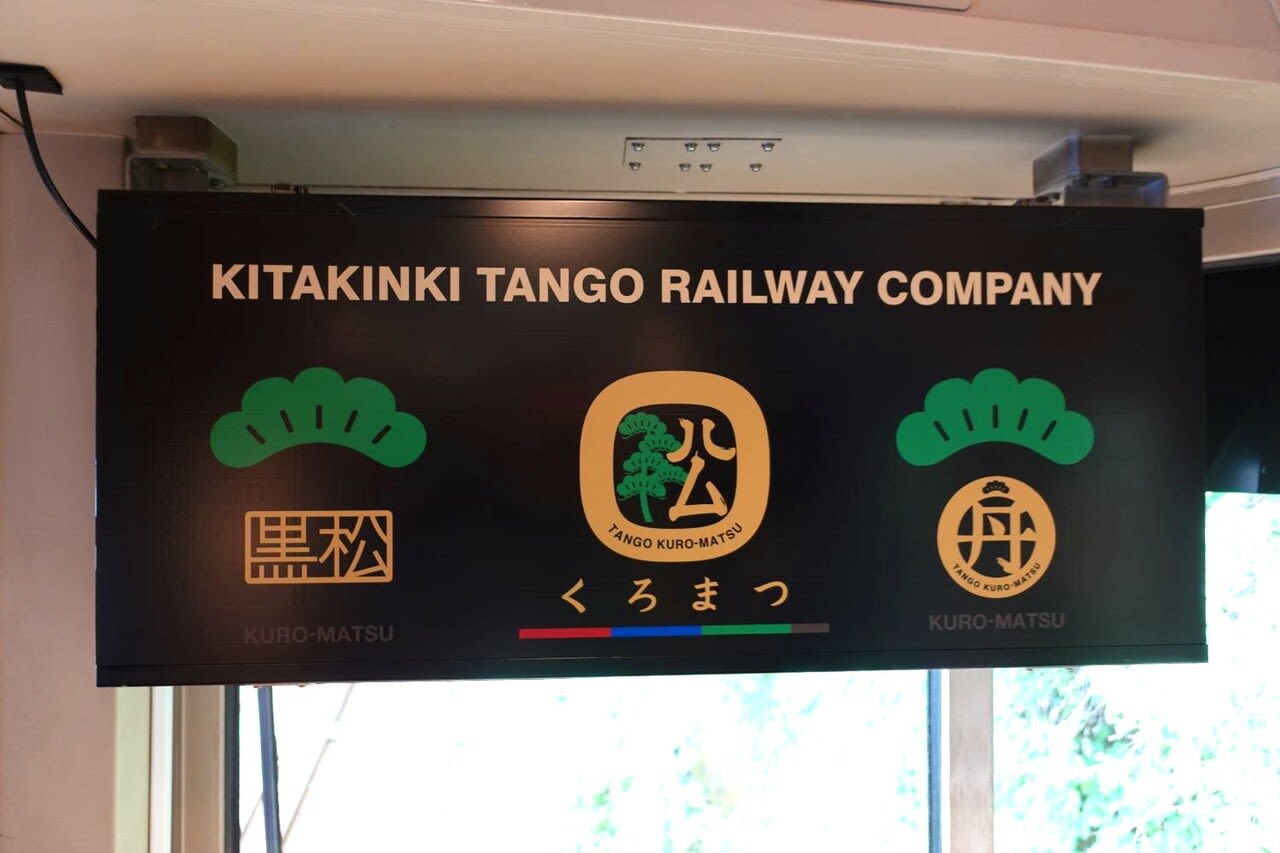 KITAKINKI TANGO RAILWAY COMPANY
黒松
KURO-MATSU
公
TANGO KURO-MATSU
くろまつ
丹
TANGO KURO-MATSU
KURO-MATSU